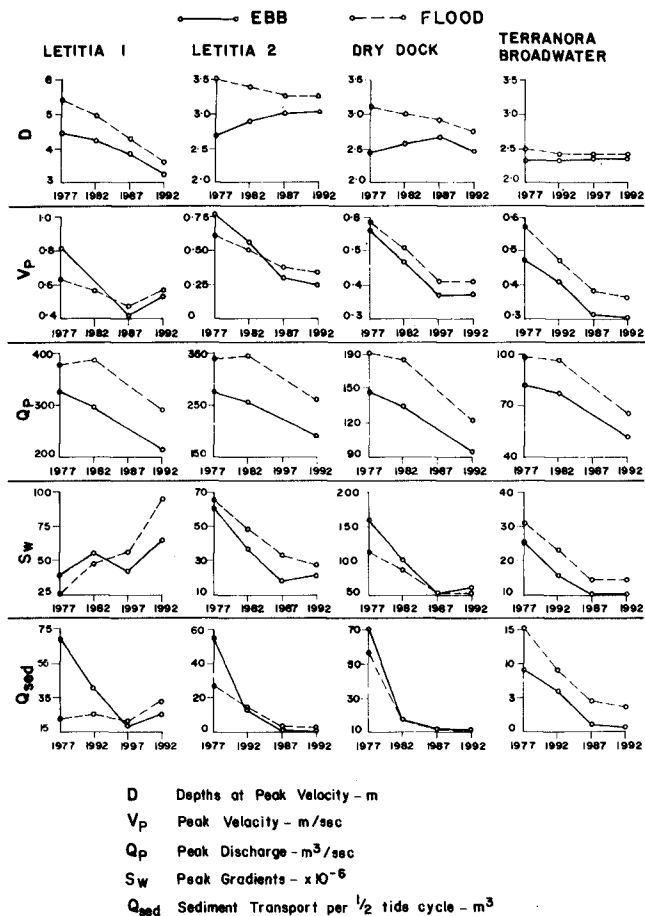 EBB FLOOD
LETITIA 1 LETITIA 2 DRY DOCK TERRANORA BROADWATER
D
6 5 4 3
3·5 3·0 2·5 2·0
3·5 3·0 2·5 2·0
3·5 3·0 2·5 2·0
1977 1982 1987 1992 1977 1982 1987 1992 1977 1982 1987 1992 1977 1992 1997 1992
VP
1·0 0·8 0·6 0·4
0·75 0·50 0·25 0
0·8 0·6 0·4 0·3
0·6 0·5 0·4 0·3
1977 1982 1987 1992 1977 1982 1987 1992 1977 1982 1997 1992 1977 1992 1987 1992
QP
400 300 200
350 250 150
190 150 90
100 70 40
1977 1982 1987 1992 1977 1982 1997 1992 1977 1982 1987 1992 1977 1982 1987 1992
SW
100 75 50 25
70 50 30 10
200 150 100 50
40 30 20 10
1977 1982 1997 1992 1977 1982 1987 1992 1977 1982 1987 1992 1977 1982 1987 1992
Qsed
75 55 35 15
60 40 20 0
70 50 30 10
15 10 5 0
1977 1992 1997 1992 1977 1992 1987 1992 1977 1982 1987 1992 1977 1992 1987 1992
D Depths at Peak Velocity - m
VP Peak Velocity - m/sec
QP Peak Discharge - m³/sec
SW Peak Gradients - x10⁻⁶
Qsed Sediment Transport per 1/2 tide cycle - m³